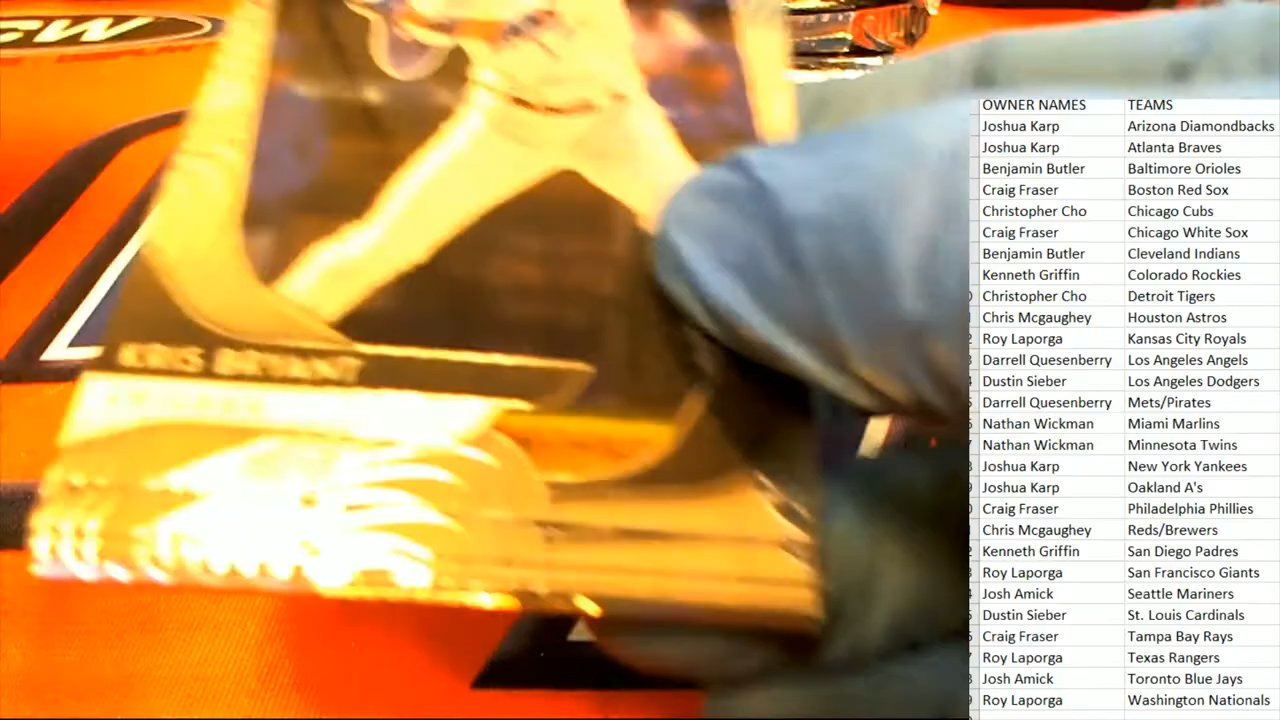 CW
KRIS BRYANT
OWNER NAMES TEAMS
Joshua Karp Arizona Diamondbacks
Joshua Karp Atlanta Braves
Benjamin Butler Baltimore Orioles
Craig Fraser Boston Red Sox
Christopher Cho Chicago Cubs
Craig Fraser Chicago White Sox
Benjamin Butler Cleveland Indians
Kenneth Griffin Colorado Rockies
Christopher Cho Detroit Tigers
Chris Mcgaughey Houston Astros
Roy Laporga Kansas City Royals
Darrell Quesenberry Los Angeles Angels
Dustin Sieber Los Angeles Dodgers
Darrell Quesenberry Mets/Pirates
Nathan Wickman Miami Marlins
Nathan Wickman Minnesota Twins
Joshua Karp New York Yankees
Joshua Karp Oakland A's
Craig Fraser Philadelphia Phillies
Chris Mcgaughey Reds/Brewers
Kenneth Griffin San Diego Padres
Roy Laporga San Francisco Giants
Josh Amick Seattle Mariners
Dustin Sieber St. Louis Cardinals
Craig Fraser Tampa Bay Rays
Roy Laporga Texas Rangers
Josh Amick Toronto Blue Jays
Roy Laporga Washington Nationals